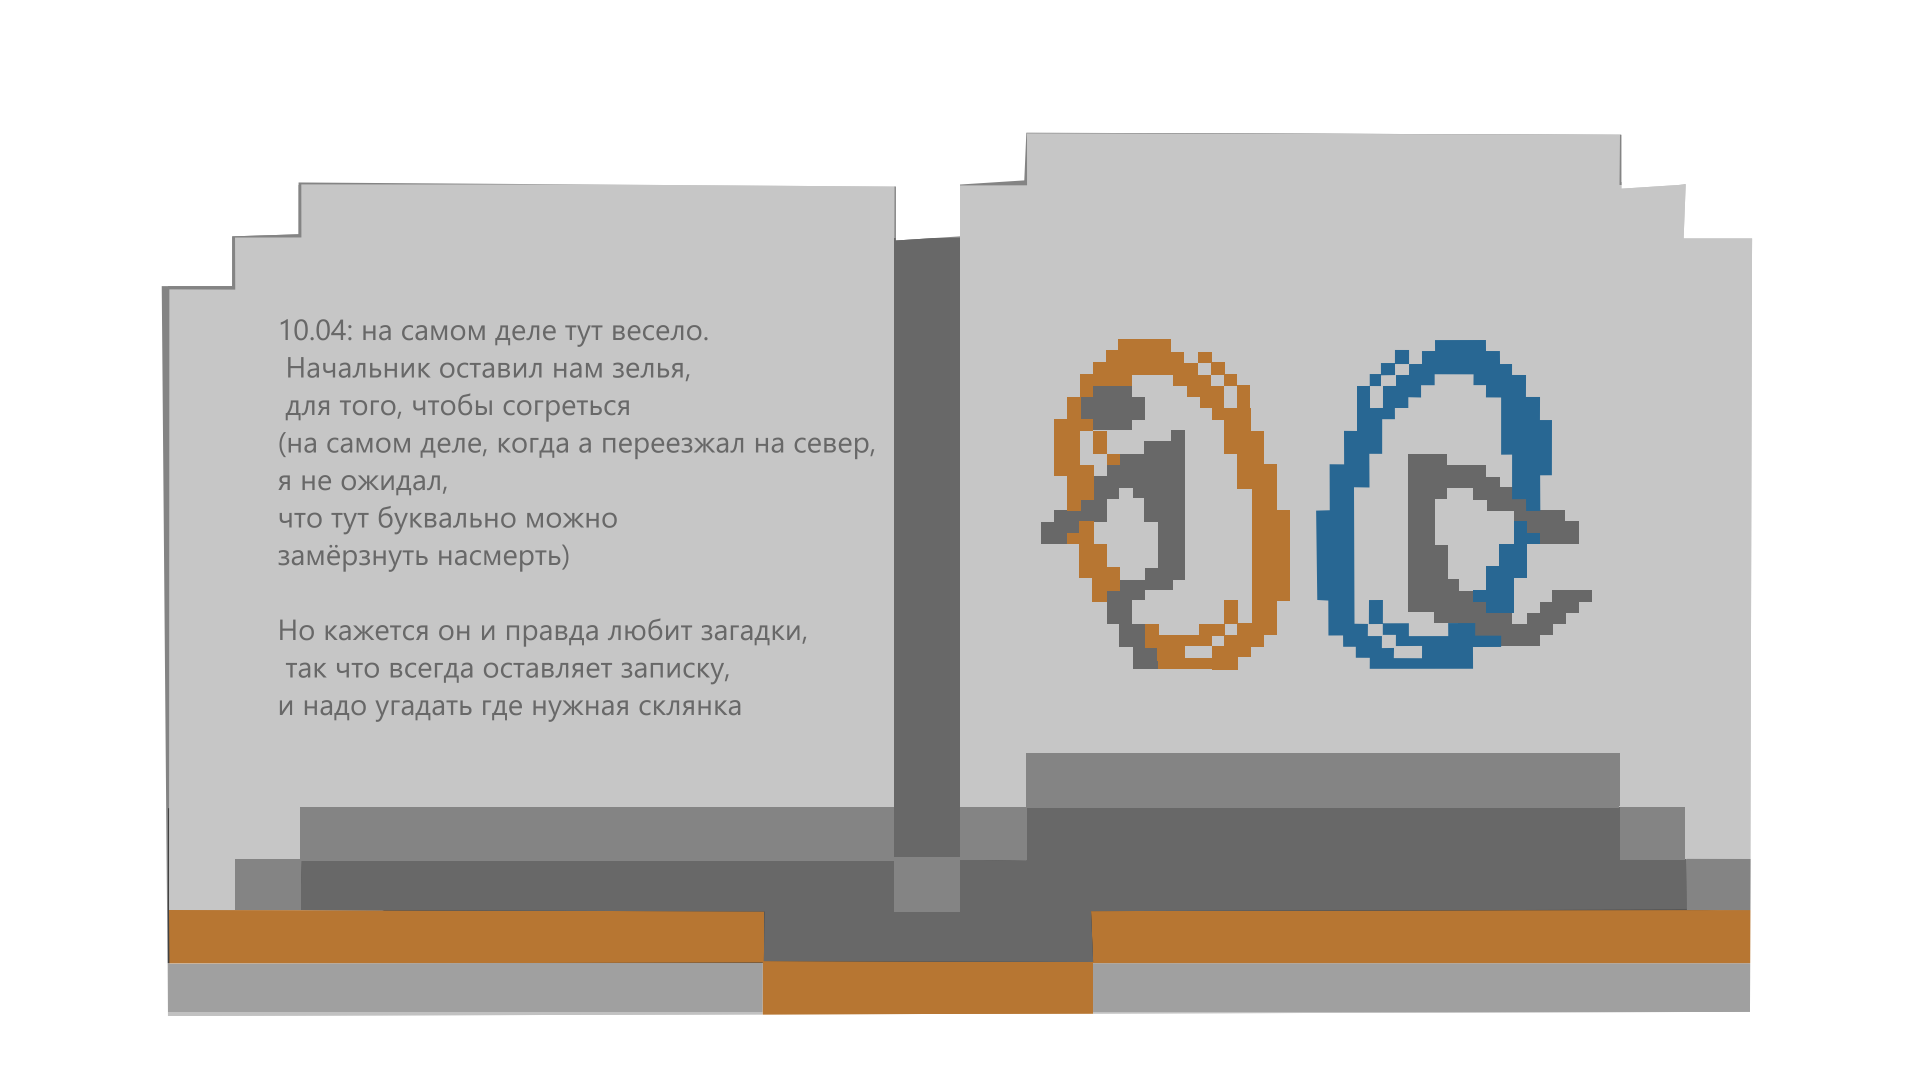 10.04: на самом деле тут весело.
Начальник оставил нам зелья,
для того, чтобы согреться
(на самом деле, когда а переезжал на север,
я не ожидал,
что тут буквально можно
замёрзнуть насмерть)
Но кажется он и правда любит загадки,
так что всегда оставляет записку,
и надо угадать где нужная склянка